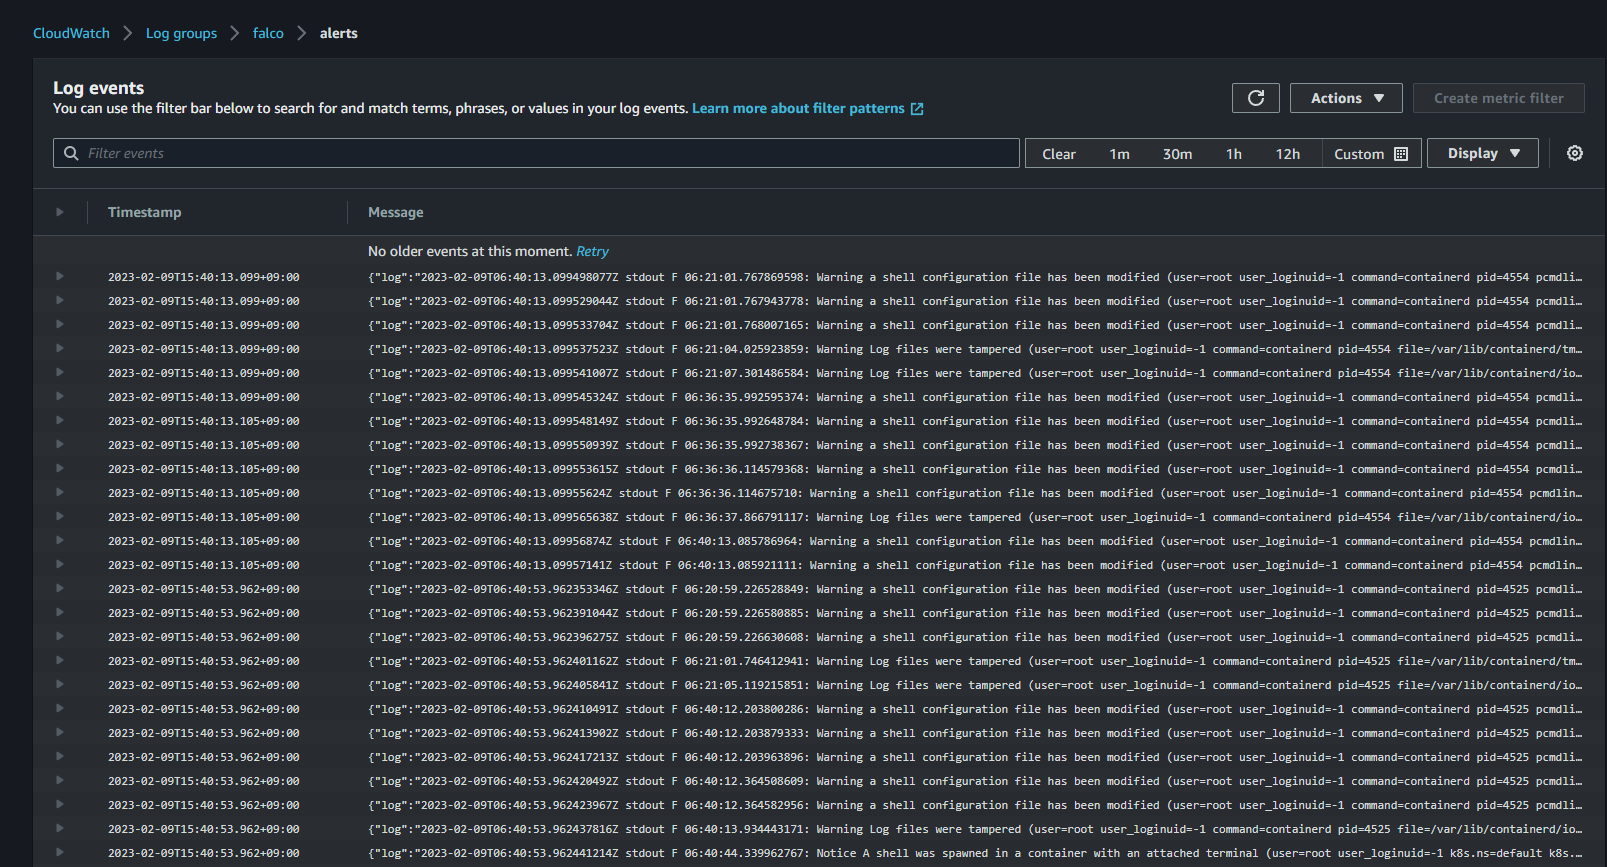 CloudWatch > Log groups > falco > alerts
Log events
You can use the filter bar below to search for and match terms, phrases, or values in your log events. Learn more about filter patterns
Actions
Create metric filter
Filter events
Clear 1m 30m 1h 12h Custom Display
Timestamp Message
No older events at this moment. Retry
2023-02-09T15:40:13.099+09:00 {"log":"2023-02-09T06:40:13.099498077Z stdout F 06:21:01.767869598: Warning a shell configuration file has been modified (user=root user_loginuid=-1 command=containerd pid=4554 pcmdli…
2023-02-09T15:40:13.099+09:00 {"log":"2023-02-09T06:40:13.099529044Z stdout F 06:21:01.767943778: Warning a shell configuration file has been modified (user=root user_loginuid=-1 command=containerd pid=4554 pcmdli…
2023-02-09T15:40:13.099+09:00 {"log":"2023-02-09T06:40:13.099533704Z stdout F 06:21:01.768007165: Warning a shell configuration file has been modified (user=root user_loginuid=-1 command=containerd pid=4554 pcmdli…
2023-02-09T15:40:13.099+09:00 {"log":"2023-02-09T06:40:13.099537523Z stdout F 06:21:04.025923859: Warning Log files were tampered (user=root user_loginuid=-1 command=containerd pid=4554 file=/var/lib/containerd/tm…
2023-02-09T15:40:13.099+09:00 {"log":"2023-02-09T06:40:13.099541007Z stdout F 06:21:07.301486584: Warning Log files were tampered (user=root user_loginuid=-1 command=containerd pid=4554 file=/var/lib/containerd/io…
2023-02-09T15:40:13.099+09:00 {"log":"2023-02-09T06:40:13.099545324Z stdout F 06:36:35.992595374: Warning a shell configuration file has been modified (user=root user_loginuid=-1 command=containerd pid=4554 pcmdli…
2023-02-09T15:40:13.105+09:00 {"log":"2023-02-09T06:40:13.099548149Z stdout F 06:36:35.992648784: Warning a shell configuration file has been modified (user=root user_loginuid=-1 command=containerd pid=4554 pcmdli…
2023-02-09T15:40:13.105+09:00 {"log":"2023-02-09T06:40:13.099550939Z stdout F 06:36:35.992738367: Warning a shell configuration file has been modified (user=root user_loginuid=-1 command=containerd pid=4554 pcmdli…
2023-02-09T15:40:13.105+09:00 {"log":"2023-02-09T06:40:13.099553615Z stdout F 06:36:36.114579368: Warning a shell configuration file has been modified (user=root user_loginuid=-1 command=containerd pid=4554 pcmdli…
2023-02-09T15:40:13.105+09:00 {"log":"2023-02-09T06:40:13.09955624Z stdout F 06:36:36.114675710: Warning a shell configuration file has been modified (user=root user_loginuid=-1 command=containerd pid=4554 pcmdlin…
2023-02-09T15:40:13.105+09:00 {"log":"2023-02-09T06:40:13.099565638Z stdout F 06:36:37.866791117: Warning Log files were tampered (user=root user_loginuid=-1 command=containerd pid=4554 file=/var/lib/containerd/io…
2023-02-09T15:40:13.105+09:00 {"log":"2023-02-09T06:40:13.09956874Z stdout F 06:40:13.085786964: Warning a shell configuration file has been modified (user=root user_loginuid=-1 command=containerd pid=4554 pcmdlin…
2023-02-09T15:40:13.105+09:00 {"log":"2023-02-09T06:40:13.09957141Z stdout F 06:40:13.085921111: Warning a shell configuration file has been modified (user=root user_loginuid=-1 command=containerd pid=4554 pcmdlin…
2023-02-09T15:40:53.962+09:00 {"log":"2023-02-09T06:40:53.962353346Z stdout F 06:20:59.226528849: Warning a shell configuration file has been modified (user=root user_loginuid=-1 command=containerd pid=4525 pcmdli…
2023-02-09T15:40:53.962+09:00 {"log":"2023-02-09T06:40:53.962391044Z stdout F 06:20:59.226580885: Warning a shell configuration file has been modified (user=root user_loginuid=-1 command=containerd pid=4525 pcmdli…
2023-02-09T15:40:53.962+09:00 {"log":"2023-02-09T06:40:53.962396275Z stdout F 06:20:59.226630608: Warning a shell configuration file has been modified (user=root user_loginuid=-1 command=containerd pid=4525 pcmdli…
2023-02-09T15:40:53.962+09:00 {"log":"2023-02-09T06:40:53.962401162Z stdout F 06:21:01.746412941: Warning Log files were tampered (user=root user_loginuid=-1 command=containerd pid=4525 file=/var/lib/containerd/tm…
2023-02-09T15:40:53.962+09:00 {"log":"2023-02-09T06:40:53.962405841Z stdout F 06:21:05.119215851: Warning Log files were tampered (user=root user_loginuid=-1 command=containerd pid=4525 file=/var/lib/containerd/io…
2023-02-09T15:40:53.962+09:00 {"log":"2023-02-09T06:40:53.962410491Z stdout F 06:40:12.203800286: Warning a shell configuration file has been modified (user=root user_loginuid=-1 command=containerd pid=4525 pcmdli…
2023-02-09T15:40:53.962+09:00 {"log":"2023-02-09T06:40:53.962413902Z stdout F 06:40:12.203879333: Warning a shell configuration file has been modified (user=root user_loginuid=-1 command=containerd pid=4525 pcmdli…
2023-02-09T15:40:53.962+09:00 {"log":"2023-02-09T06:40:53.962417213Z stdout F 06:40:12.203963896: Warning a shell configuration file has been modified (user=root user_loginuid=-1 command=containerd pid=4525 pcmdli…
2023-02-09T15:40:53.962+09:00 {"log":"2023-02-09T06:40:53.962420492Z stdout F 06:40:12.364508609: Warning a shell configuration file has been modified (user=root user_loginuid=-1 command=containerd pid=4525 pcmdli…
2023-02-09T15:40:53.962+09:00 {"log":"2023-02-09T06:40:53.962423967Z stdout F 06:40:12.364582956: Warning a shell configuration file has been modified (user=root user_loginuid=-1 command=containerd pid=4525 pcmdli…
2023-02-09T15:40:53.962+09:00 {"log":"2023-02-09T06:40:53.962437816Z stdout F 06:40:13.934443171: Warning Log files were tampered (user=root user_loginuid=-1 command=containerd pid=4525 file=/var/lib/containerd/io…
2023-02-09T15:40:53.962+09:00 {"log":"2023-02-09T06:40:53.962441214Z stdout F 06:40:44.339962767: Notice A shell was spawned in a container with an attached terminal (user=root user_loginuid=-1 k8s.ns=default k8s.…